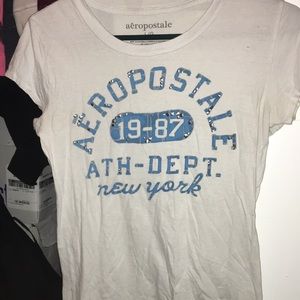 aéropostale
AÉROPOSTALE
19-87
ATH-DEPT.
new york